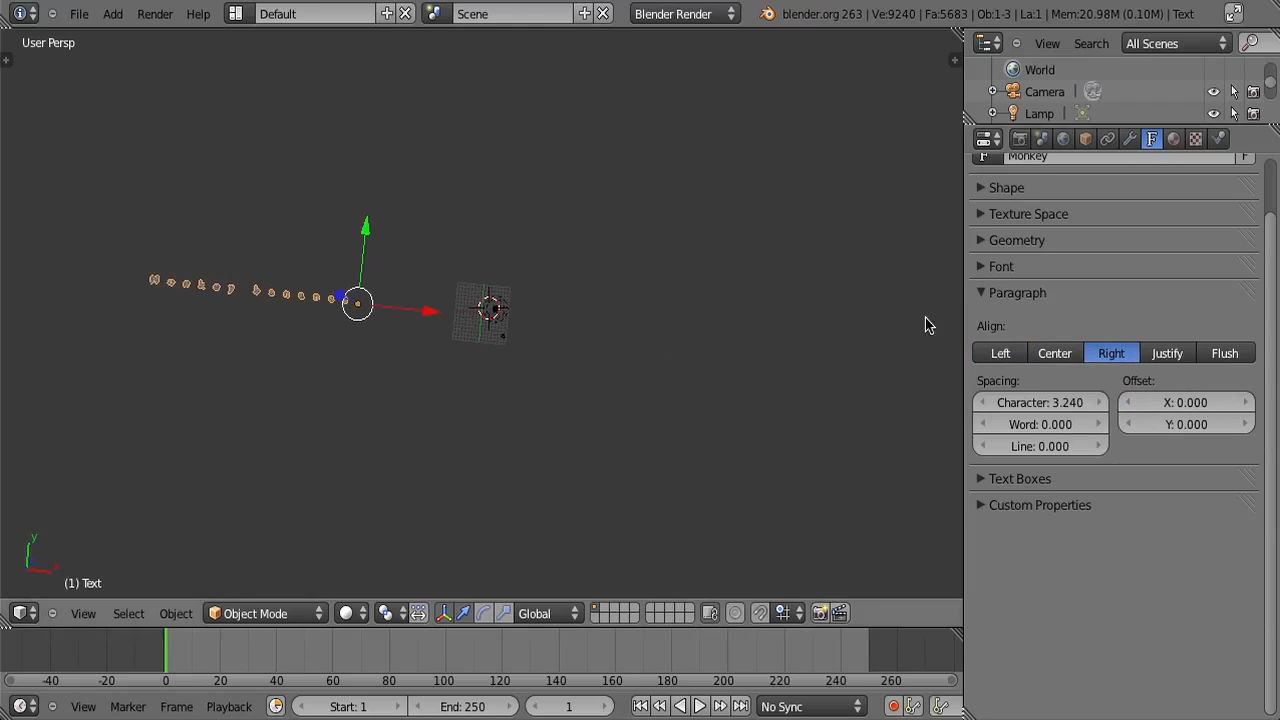 File Add Render Help Default Scene Blender Render blender.org 263 | Ve:9240 | Fa:5683 | Ob:1-3 | La:1 | Mem:20.98M (0.10M) | Text
User Persp
View Search All Scenes
World
Camera
Lamp
F Monkey F
Shape
Texture Space
Geometry
Font
Paragraph
Align:
Left Center Right Justify Flush
Spacing: Offset:
Character: 3.240 X: 0.000
Word: 0.000 Y: 0.000
Line: 0.000
Text Boxes
Custom Properties
y
x
(1) Text
View Select Object Object Mode Global
-40 -20 0 20 40 60 80 100 120 140 160 180 200 220 240 260
View Marker Frame Playback Start: 1 End: 250 1 No Sync